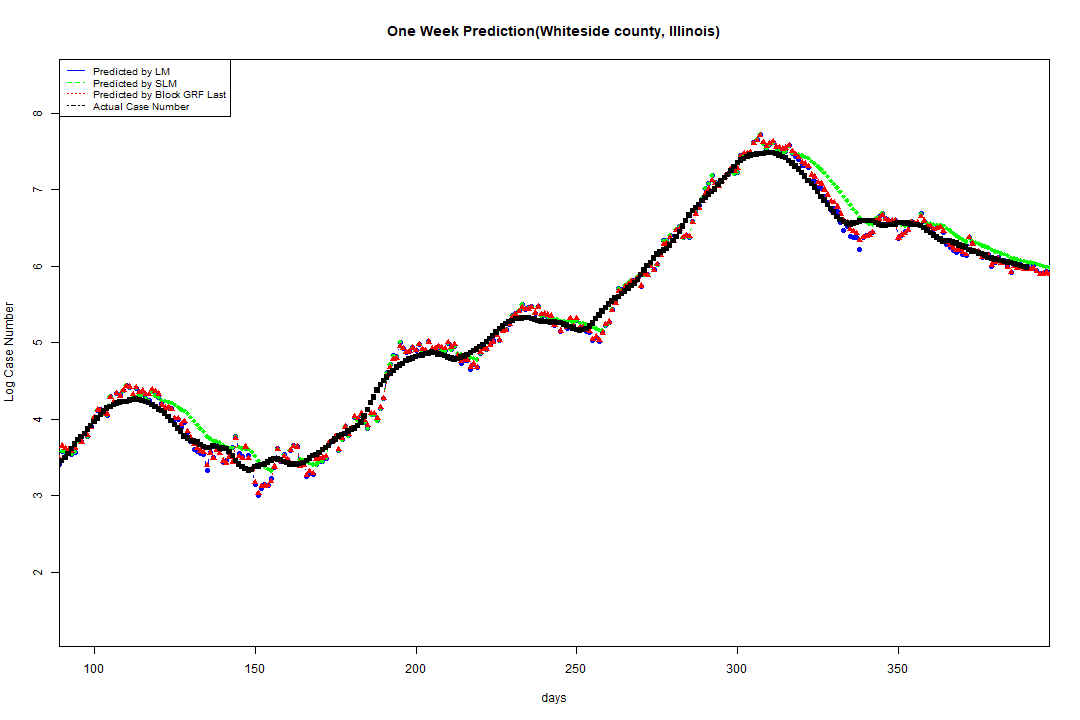 One Week Prediction(Whiteside county, Illinois)
Predicted by LM
Predicted by SLM
Predicted by Block GRF Last
Actual Case Number
8
7
6
5
4
3
2
Log Case Number
100 150 200 250 300 350
days